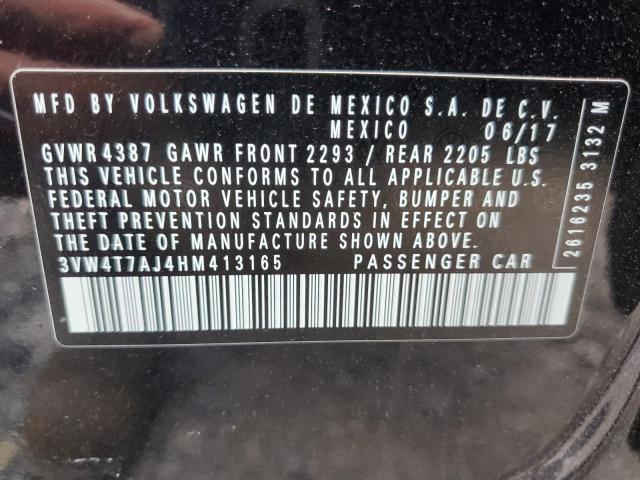 MFD BY VOLKSWAGEN DE MEXICO S.A. DE C.V.
MEXICO 06/17
GVWR 4387 GAWR FRONT 2293 / REAR 2205 LBS
THIS VEHICLE CONFORMS TO ALL APPLICABLE U.S.
FEDERAL MOTOR VEHICLE SAFETY, BUMPER AND
THEFT PREVENTION STANDARDS IN EFFECT ON
THE DATE OF MANUFACTURE SHOWN ABOVE.
3VW4T7AJ4HM413165 PASSENGER CAR
2616235 3132 M